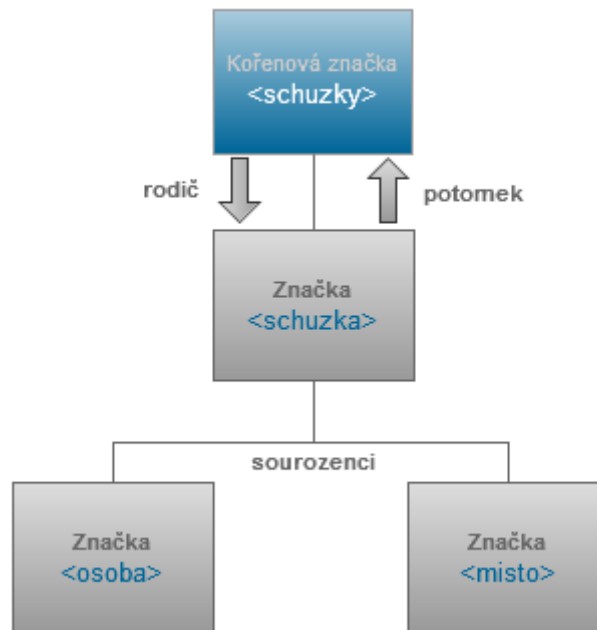 Kořenová značka
<schuzky>
rodič
potomek
Značka
<schuzka>
sourozenci
Značka
<osoba>
Značka
<misto>